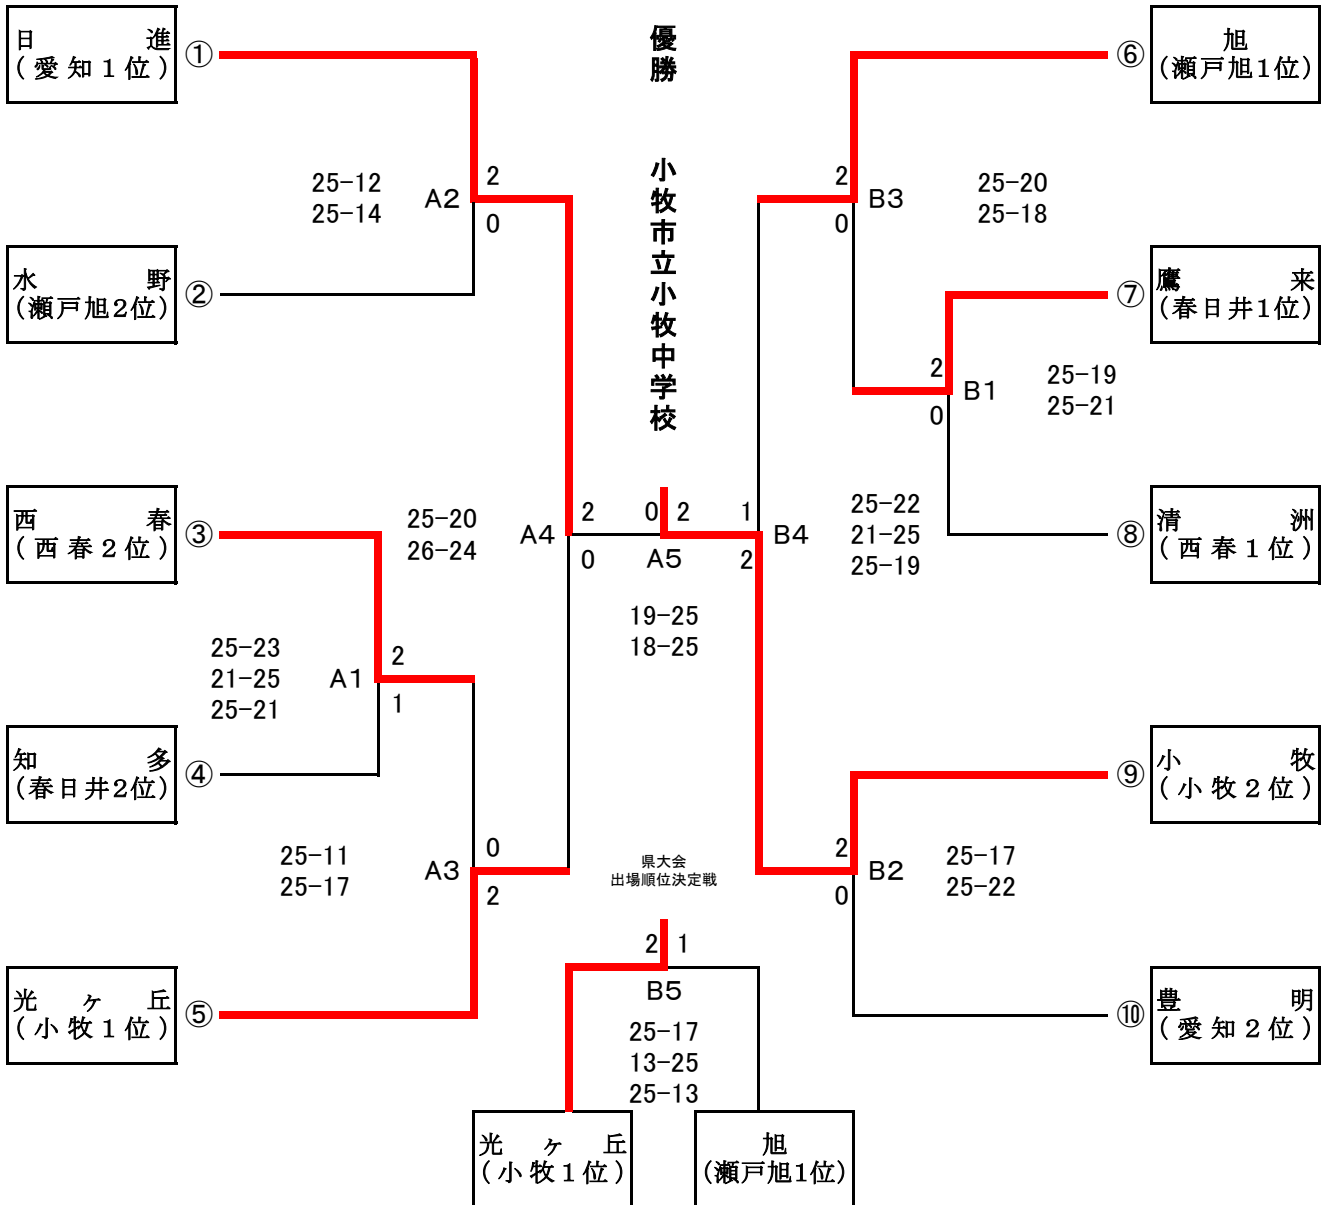 優勝　小牧市立小牧中学校
日進
(愛知1位)
①
水野
(瀬戸旭2位)
②
西春
(西春2位)
③
知多
(春日井2位)
④
光ヶ丘
(小牧1位)
⑤
25-12
25-14
A2
2
0
25-20
26-24
A4
2
0
25-23
21-25
25-21
A1
2
1
25-11
25-17
A3
0
2
0 2
A5
19-25
18-25
旭
(瀬戸旭1位)
⑥
鷹来
(春日井1位)
⑦
清洲
(西春1位)
⑧
小牧
(小牧2位)
⑨
豊明
(愛知2位)
⑩
2
0
B3
25-20
25-18
2
0
B1
25-19
25-21
1
2
B4
25-22
21-25
25-19
2
0
B2
25-17
25-22
県大会
出場順位決定戦
2 1
B5
25-17
13-25
25-13
光ヶ丘
(小牧1位)
旭
(瀬戸旭1位)